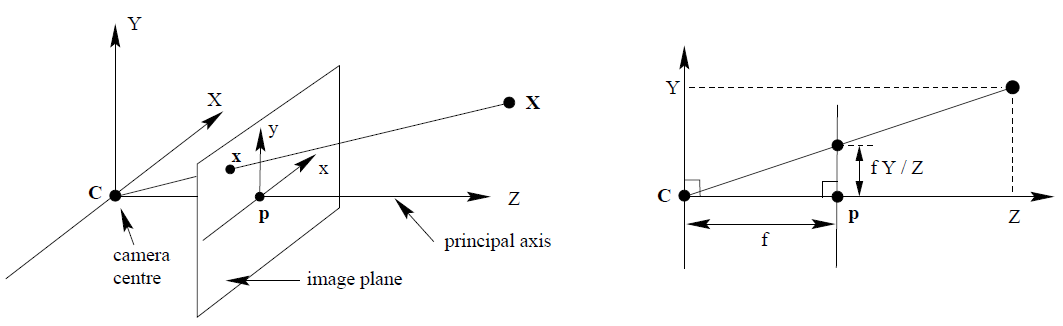 Y
X
X
y
x
x
C
Z
p
camera
centre
principal axis
image plane
Y
f Y / Z
C
p
Z
f